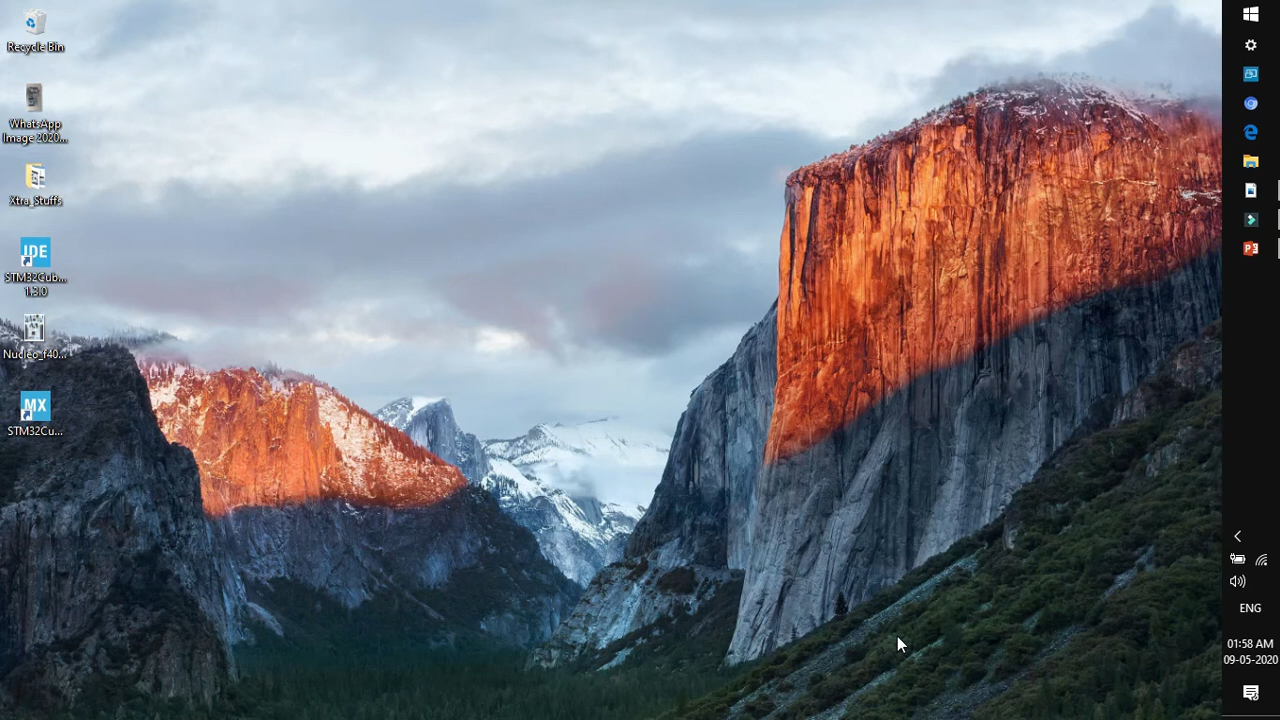 Recycle Bin
WhatsApp
Image 2020...
Xtra_Stuffs
IDE
STM32Cub...
1.3.0
Nucleo_f40...
MX
STM32Cu...
P
ENG
01:58 AM
09-05-2020